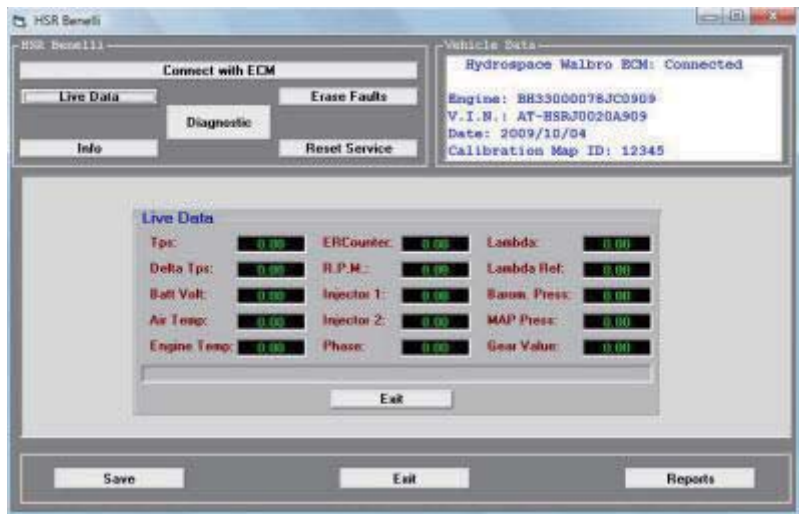 HSR Benelli
HSR Benelli
Connect with ECM
Live Data
Erase Faults
Diagnostic
Info
Reset Service
Vehicle Data
Hydrospace Walbro ECM: Connected
Engine: BH33000078JC0909
V.I.N.: AT-HSRJ0020A909
Date: 2009/10/04
Calibration Map ID: 12345
Live Data
Tps: 0.00 ERCounter: 0.00 Lambda: 0.00
Delta Tps: 0.00 R.P.M.: 0.00 Lambda Ref: 0.00
Batt Volt: 0.00 Injector 1: 0.00 Barom. Press: 0.00
Air Temp: 0.00 Injector 2: 0.00 MAP Press: 0.00
Engine Temp: 0.00 Phase: 0.00 Gear Value: 0.00
Exit
Save Exit Reports